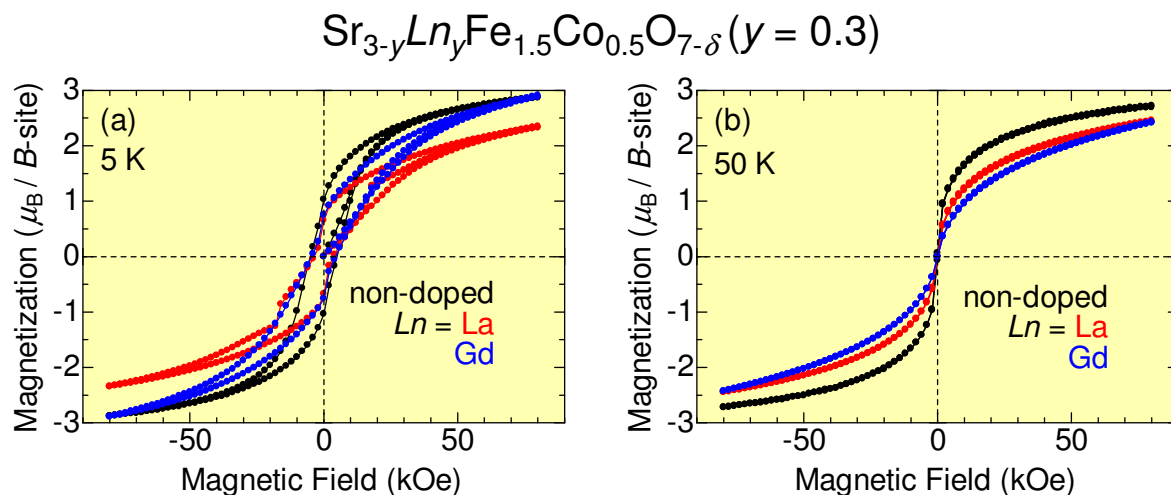 Sr3-yLnyFe1.5Co0.5O7-δ (y = 0.3)
(a)
5 K
non-doped
Ln = La
Gd
3
2
1
0
-1
-2
-3
-50
0
50
Magnetization (μB / B-site)
Magnetic Field (kOe)
(b)
50 K
non-doped
Ln = La
Gd
3
2
1
0
-1
-2
-3
-50
0
50
Magnetization (μB / B-site)
Magnetic Field (kOe)